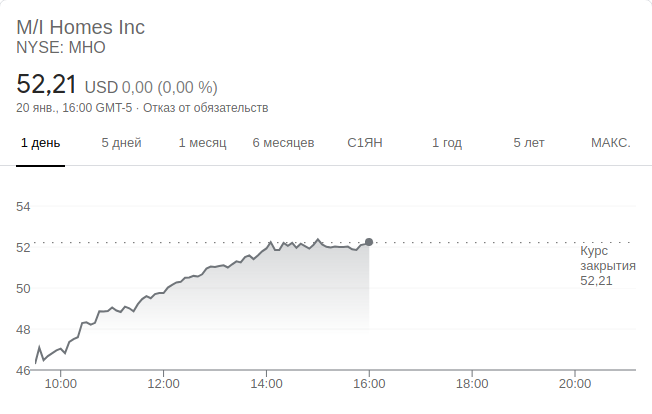 M/I Homes Inc
NYSE: MHO
52,21 USD 0,00 (0,00 %)
20 янв., 16:00 GMT-5 · Отказ от обязательств
1 день 5 дней 1 месяц 6 месяцев С1ЯН 1 год 5 лет МАКС.
54
52
Курс
закрытия
52,21
50
48
46
10:00 12:00 14:00 16:00 18:00 20:00